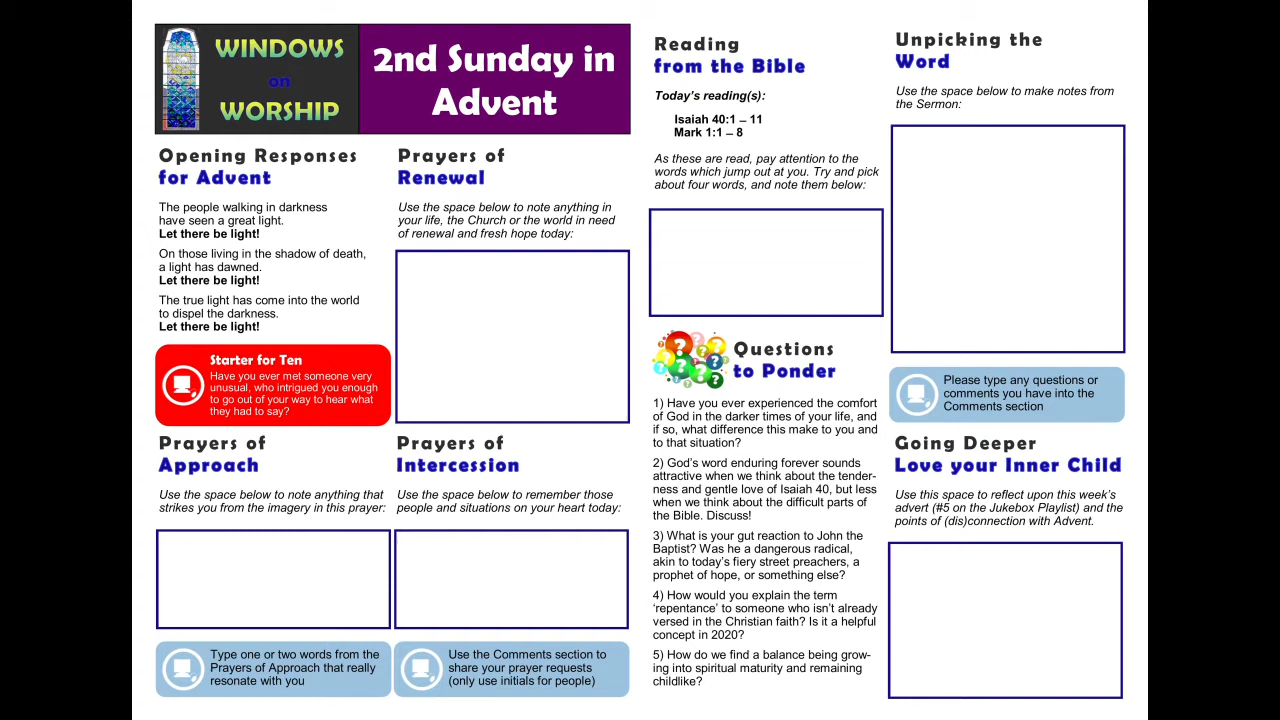 WINDOWS
on
WORSHIP
2nd Sunday in
Advent
Opening Responses
for Advent
The people walking in darkness
have seen a great light.
Let there be light!
On those living in the shadow of death,
a light has dawned.
Let there be light!
The true light has come into the world
to dispel the darkness.
Let there be light!
Starter for Ten
Have you ever met someone very
unusual, who intrigued you enough
to go out of your way to hear what
they had to say?
Prayers of
Approach
Use the space below to note anything that
strikes you from the imagery in this prayer:
Type one or two words from the
Prayers of Approach that really
resonate with you
Prayers of
Renewal
Use the space below to note anything in
your life, the Church or the world in need
of renewal and fresh hope today:
Prayers of
Intercession
Use the space below to remember those
people and situations on your heart today:
Use the Comments section to
share your prayer requests
(only use initials for people)
Reading
from the Bible
Today's reading(s):
Isaiah 40:1 – 11
Mark 1:1 – 8
As these are read, pay attention to the
words which jump out at you. Try and pick
about four words, and note them below:
Questions
to Ponder
1) Have you ever experienced the comfort
of God in the darker times of your life, and
if so, what difference this make to you and
to that situation?
2) God's word enduring forever sounds
attractive when we think about the tender-
ness and gentle love of Isaiah 40, but less
when we think about the difficult parts of
the Bible. Discuss!
3) What is your gut reaction to John the
Baptist? Was he a dangerous radical,
akin to today's fiery street preachers, a
prophet of hope, or something else?
4) How would you explain the term
'repentance' to someone who isn't already
versed in the Christian faith? Is it a helpful
concept in 2020?
5) How do we find a balance being grow-
ing into spiritual maturity and remaining
childlike?
Unpicking the
Word
Use the space below to make notes from
the Sermon:
Please type any questions or
comments you have into the
Comments section
Going Deeper
Love your Inner Child
Use this space to reflect upon this week's
advert (#5 on the Jukebox Playlist) and the
points of (dis)connection with Advent.